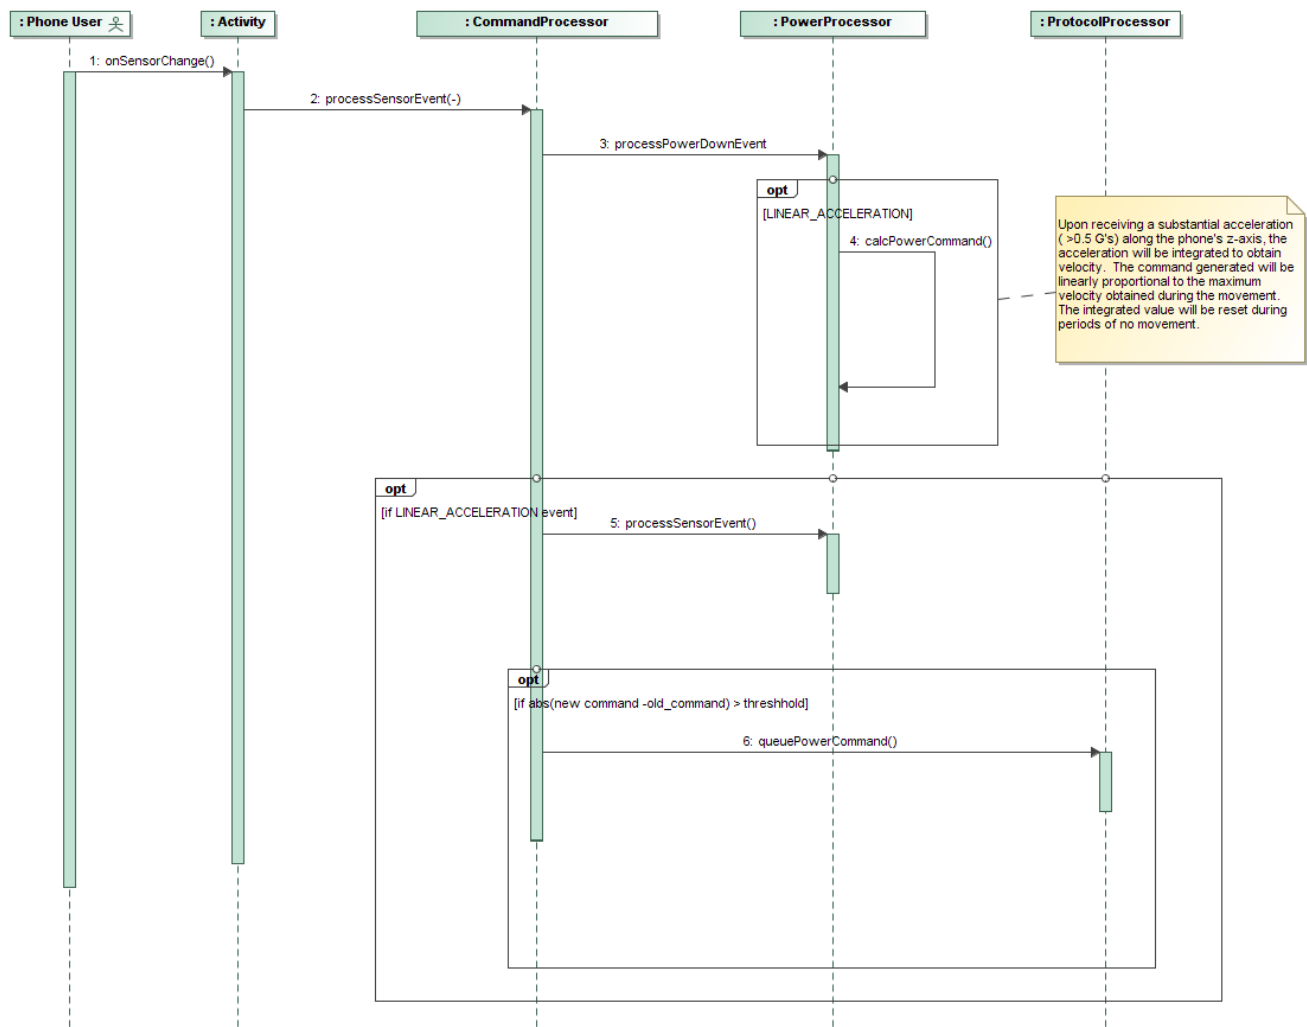 : Phone User
: Activity
: CommandProcessor
: PowerProcessor
: ProtocolProcessor
1: onSensorChange()
2: processSensorEvent(-)
3: processPowerDownEvent
opt
[LINEAR_ACCELERATION]
4: calcPowerCommand()
Upon receiving a substantial acceleration
( >0.5 G's) along the phone's z-axis, the
acceleration will be integrated to obtain
velocity.  The command generated will be
linearly proportional to the maximum
velocity obtained during the movement.
The integrated value will be reset during
periods of no movement.
opt
[if LINEAR_ACCELERATION event]
5: processSensorEvent()
opt
[if abs(new command -old_command) > threshhold]
6: queuePowerCommand()